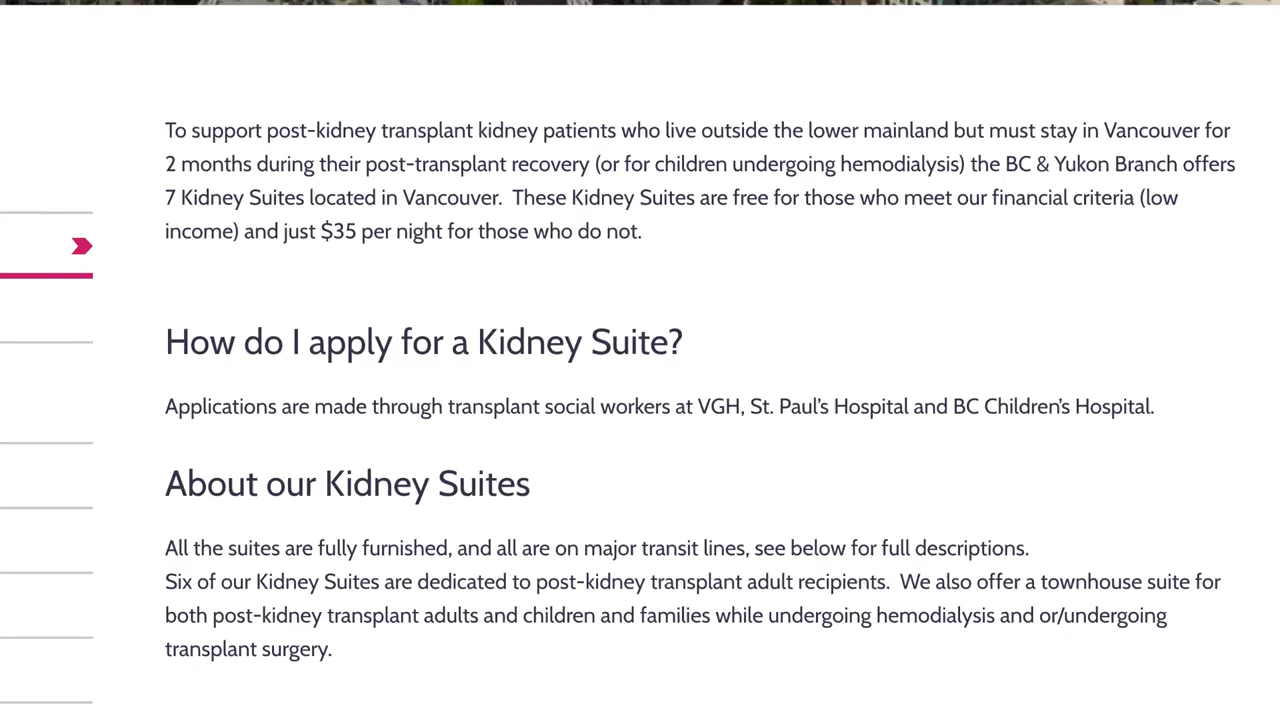 To support post-kidney transplant kidney patients who live outside the lower mainland but must stay in Vancouver for
2 months during their post-transplant recovery (or for children undergoing hemodialysis) the BC & Yukon Branch offers
7 Kidney Suites located in Vancouver.  These Kidney Suites are free for those who meet our financial criteria (low
income) and just $35 per night for those who do not.
How do I apply for a Kidney Suite?
Applications are made through transplant social workers at VGH, St. Paul's Hospital and BC Children's Hospital.
About our Kidney Suites
All the suites are fully furnished, and all are on major transit lines, see below for full descriptions.
Six of our Kidney Suites are dedicated to post-kidney transplant adult recipients.  We also offer a townhouse suite for
both post-kidney transplant adults and children and families while undergoing hemodialysis and or/undergoing
transplant surgery.